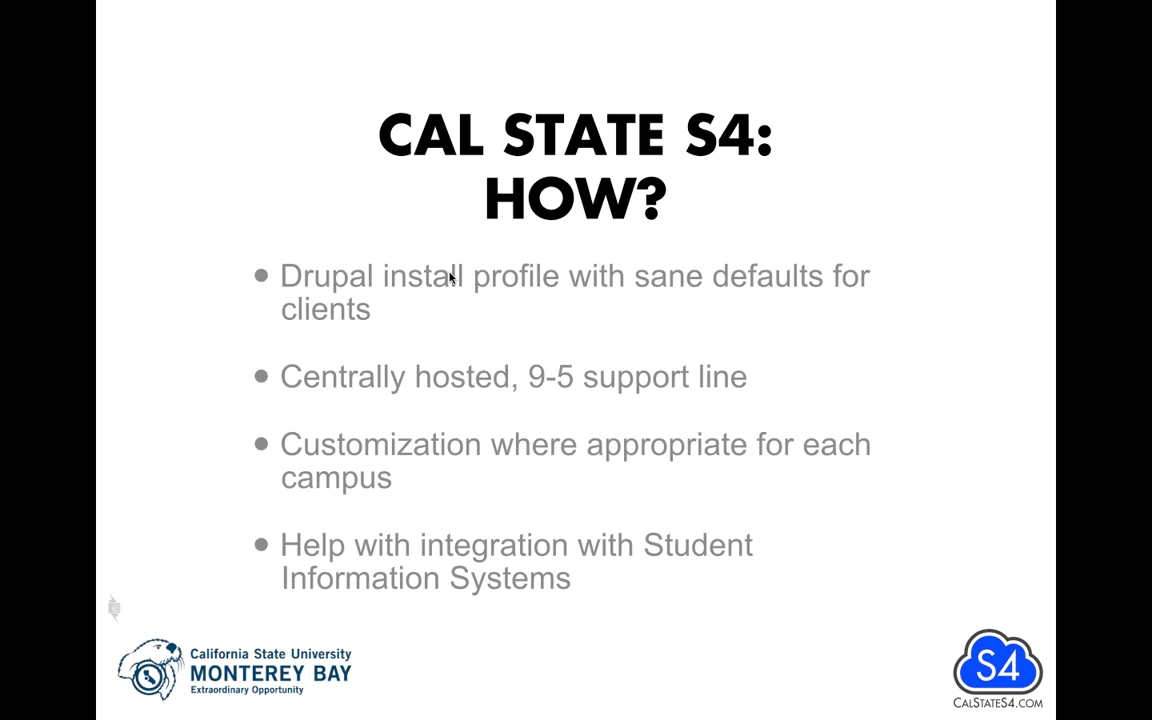 CAL STATE S4:
HOW?
• Drupal install profile with sane defaults for
clients
• Centrally hosted, 9-5 support line
• Customization where appropriate for each
campus
• Help with integration with Student
Information Systems
California State University
MONTEREY BAY
Extraordinary Opportunity
S4
CALSTATES4.COM